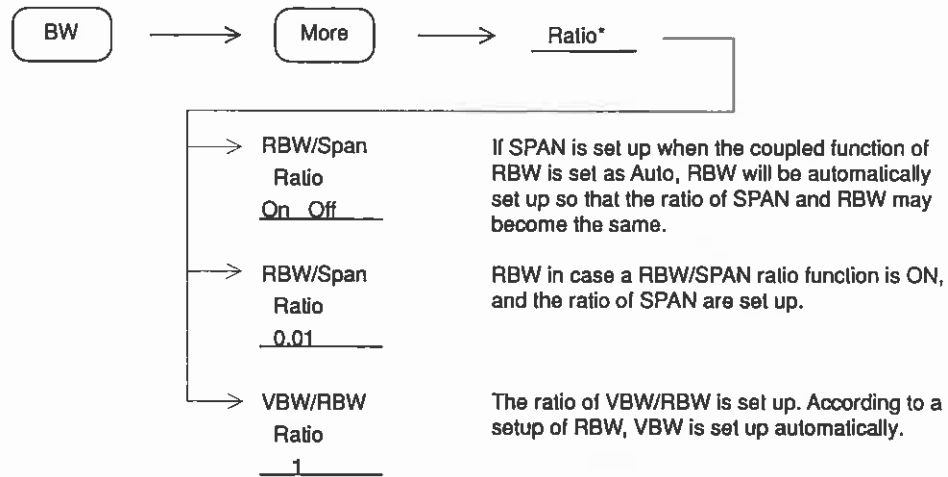 BW
More
Ratio*
RBW/Span
Ratio
On Off
If SPAN is set up when the coupled function of
RBW is set as Auto, RBW will be automatically
set up so that the ratio of SPAN and RBW may
become the same.
RBW/Span
Ratio
0.01
RBW in case a RBW/SPAN ratio function is ON,
and the ratio of SPAN are set up.
VBW/RBW
Ratio
1
The ratio of VBW/RBW is set up. According to a
setup of RBW, VBW is set up automatically.